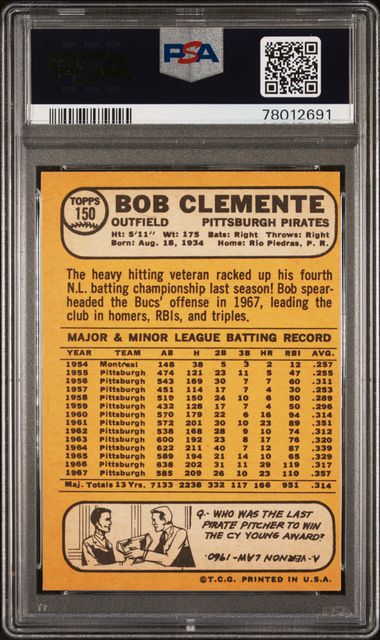 PSA
PSA
78012691
TOPPS
150
BOB CLEMENTE
OUTFIELD PITTSBURGH PIRATES
Ht: 5'11" Wt: 175 Bats: Right Throws: Right
Born: Aug. 18, 1934 Home: Rio Piedras, P. R.
The heavy hitting veteran racked up his fourth
N.L. batting championship last season! Bob spear-
headed the Bucs' offense in 1967, leading the
club in homers, RBIs, and triples.
MAJOR & MINOR LEAGUE BATTING RECORD
YEAR TEAM AB H 2B 3B HR RBI AVG.
1954 Montreal 148 38 5 3 2 12 .257
1955 Pittsburgh 474 121 23 11 5 47 .255
1956 Pittsburgh 543 169 30 7 7 60 .311
1957 Pittsburgh 451 114 17 7 4 30 .253
1958 Pittsburgh 519 150 24 10 6 50 .289
1959 Pittsburgh 432 128 17 7 4 50 .296
1960 Pittsburgh 570 179 22 6 16 94 .314
1961 Pittsburgh 572 201 30 10 23 89 .351
1962 Pittsburgh 538 168 28 9 10 74 .312
1963 Pittsburgh 600 192 23 8 17 76 .320
1964 Pittsburgh 622 211 40 7 12 87 .339
1965 Pittsburgh 589 194 21 14 10 65 .329
1966 Pittsburgh 638 202 31 11 29 119 .317
1967 Pittsburgh 585 209 26 10 23 110 .357
Maj. Totals 13 Yrs. 7133 2238 332 117 166 951 .314
Q.- WHO WAS THE LAST
PIRATE PITCHER TO WIN
THE CY YOUNG AWARD?
A- VERNON LAW - 1960.
©T.C.G. PRINTED IN U.S.A.